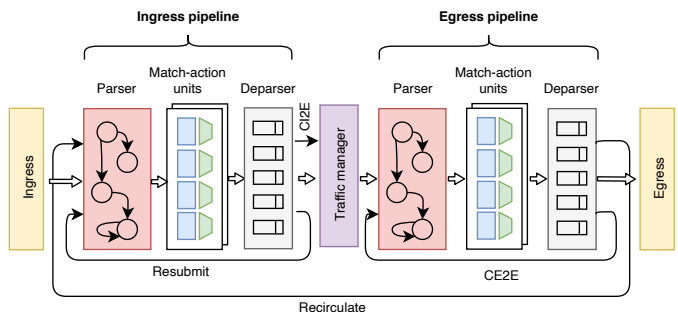 Ingress pipeline
Egress pipeline
Parser
Match-action
units
Deparser
Parser
Match-action
units
Deparser
Ingress
CI2E
Traffic manager
Egress
Resubmit
CE2E
Recirculate